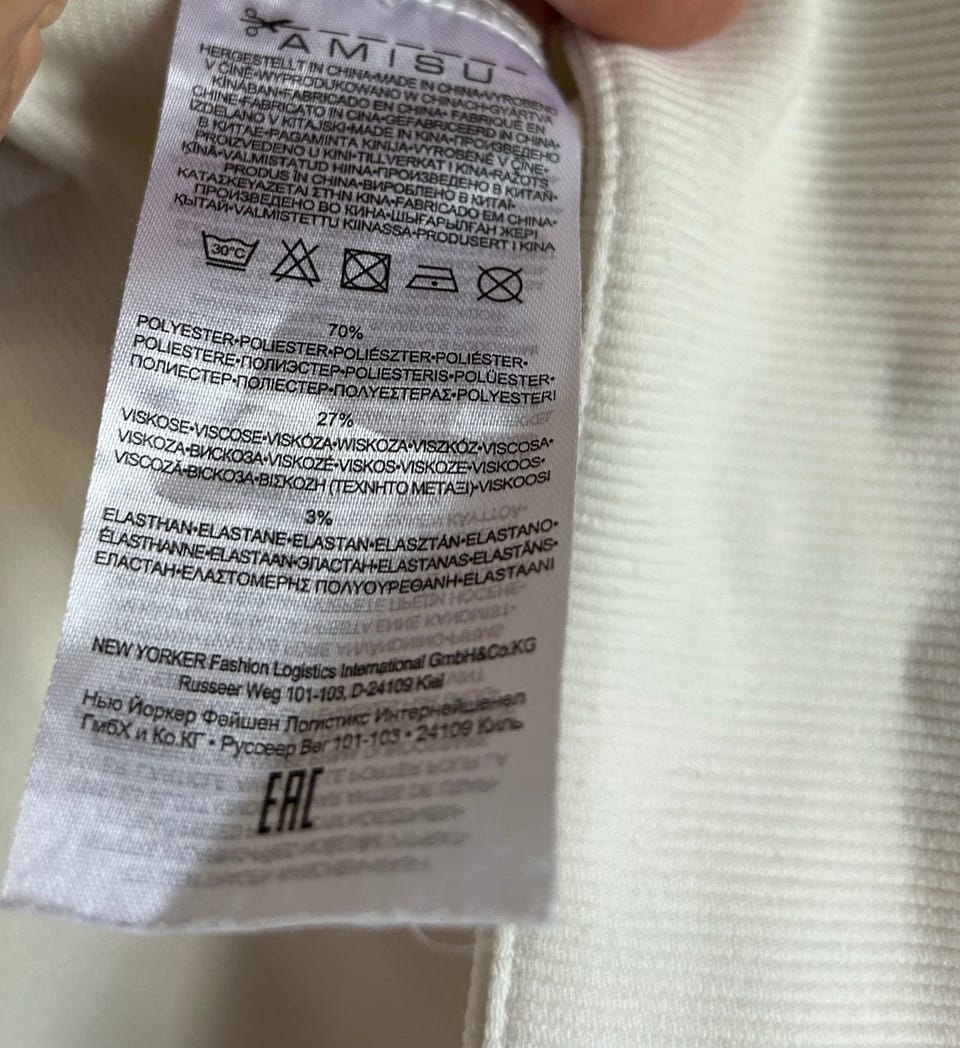 AMISU
HERGESTELLT IN CHINA•MADE IN CHINA•WYROBENO
V ČÍNĚ•WYPRODUKOWANO W CHINACH•GYÁRTVA
KÍNÁBAN•FABRICADO EN CHINA• FABRIQUÉ EN
CHINE•FABRICATO IN CINA•GEFABRICEERD IN CHINA•
IZDELANO V KITAJSKI•MADE IN KINA•ПРОИЗВЕДЕНО
В КИТАЕ•PAGAMINTA KINIJA•VYROBENÉ V ČÍNE•
PROIZVEDENO U KINI•TILLVERKAT I KINA•RAŽOTS
ĶĪNĀ•VALMISTATUD HIINA•ПРОИЗВЕДЕНО В КИТАЙ•
PRODUS ÎN CHINA•ВИРОБЛЕНО В КИТАЇ•
ΚΑΤΑΣΚΕΥΑΖΕΤΑΙ ΣΤΗΝ ΚΙΝΑ•FABRICADO EM CHINA•
ПРОИЗВЕДЕНО ВО КИНА•ШЫҒАРЫЛҒАН ЖЕРІ
ҚЫТАЙ•VALMISTETTU KIINASSA•PRODUSERT I KINA
30°C
70%
POLYESTER•POLIESTER•POLIÉSZTER•POLIÉSTER•
POLIESTERE•ПОЛИЭСТЕР•POLIESTERIS•POLÜESTER•
ПОЛИЕСТЕР•ПОЛІЕСТЕР•ΠΟΛΥΕΣΤΕΡΑΣ•POLYESTERI
27%
VISKOSE•VISCOSE•VISKÓZA•WISKOZA•VISZKÓZ•VISCOSA•
VISKOZA•ВИСКОЗА•VISKOZĖ•VISKOS•VISKOZE•VISKOOS•
VISCOZĂ•ВІСКОЗА•ΒΙΣΚΟΖΗ (ΤΕΧΝΗΤΟ ΜΕΤΑΞΙ)•VISKOOSI
3%
ELASTHAN•ELASTANE•ELASTAN•ELASZTÁN•ELASTANO•
ÉLASTHANNE•ELASTAAN•ЭЛАСТАН•ELASTANAS•ELASTĀNS•
ЕЛАСТАН•ΕΛΑΣΤΟΜΕΡΗΣ ΠΟΛΥΟΥΡΕΘΑΝΗ•ELASTAANI
NEW YORKER Fashion Logistics International GmbH&Co.KG
Russeer Weg 101-103, D-24109 Kiel
Нью Йоркер Фейшен Логистикс Интернейшенел
ГмбХ и Ко.КГ • Руссеер Вег 101-103 • 24109 Киль
EAC